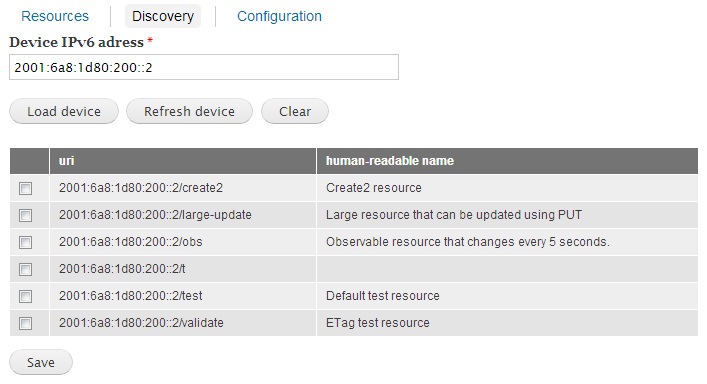 Resources Discovery Configuration
Device IPv6 adress *
2001:6a8:1d80:200::2
Load device Refresh device Clear
uri human-readable name
2001:6a8:1d80:200::2/create2 Create2 resource
2001:6a8:1d80:200::2/large-update Large resource that can be updated using PUT
2001:6a8:1d80:200::2/obs Observable resource that changes every 5 seconds.
2001:6a8:1d80:200::2/t
2001:6a8:1d80:200::2/test Default test resource
2001:6a8:1d80:200::2/validate ETag test resource
Save